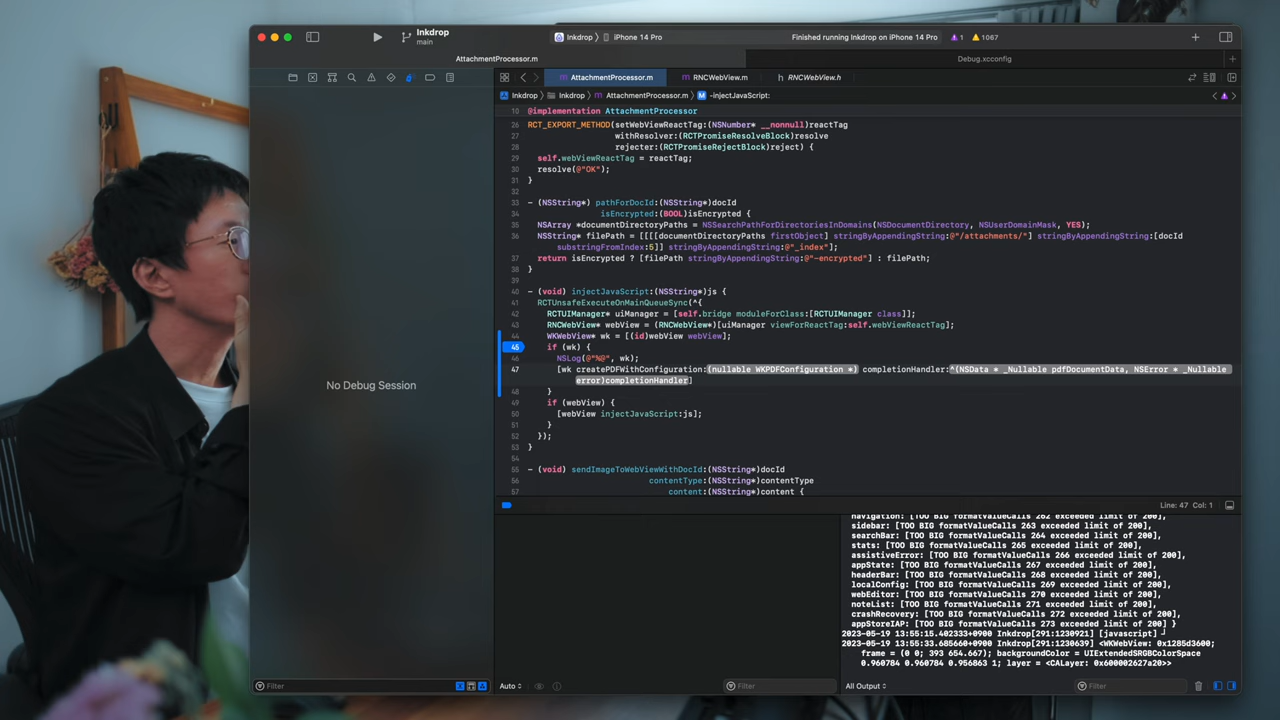 Inkdrop
main
Inkdrop
iPhone 14 Pro
Finished running Inkdrop on iPhone 14 Pro
1
1067
AttachmentProcessor.m
Debug.xcconfig
AttachmentProcessor.m
RNCWebView.m
RNCWebView.h
Inkdrop
Inkdrop
AttachmentProcessor.m
-injectJavaScript:
10 @implementation AttachmentProcessor
26 RCT_EXPORT_METHOD(setWebViewReactTag:(NSNumber* __nonnull)reactTag
27 withResolver:(RCTPromiseResolveBlock)resolve
28 rejecter:(RCTPromiseRejectBlock)reject) {
29 self.webViewReactTag = reactTag;
30 resolve(@"OK");
31 }
32
33 - (NSString*) pathForDocId:(NSString*)docId
34 isEncrypted:(BOOL)isEncrypted {
35 NSArray *documentDirectoryPaths = NSSearchPathForDirectoriesInDomains(NSDocumentDirectory, NSUserDomainMask, YES);
36 NSString* filePath = [[[[documentDirectoryPaths firstObject] stringByAppendingString:@"/attachments/"] stringByAppendingString:[docId
substringFromIndex:5]] stringByAppendingString:@"_index"];
37 return isEncrypted ? [filePath stringByAppendingString:@"-encrypted"] : filePath;
38 }
39
40 - (void) injectJavaScript:(NSString*)js {
41 RCTUnsafeExecuteOnMainQueueSync(^{
42 RCTUIManager* uiManager = [self.bridge moduleForClass:[RCTUIManager class]];
43 RNCWebView* webView = (RNCWebView*)[uiManager viewForReactTag:self.webViewReactTag];
44 WKWebView* wk = [(id)webView webView];
45 if (wk) {
46 NSLog(@"%@", wk);
47 [wk createPDFWithConfiguration:(nullable WKPDFConfiguration *) completionHandler:^(NSData * _Nullable pdfDocumentData, NSError * _Nullable
error)completionHandler]
48 }
49 if (webView) {
50 [webView injectJavaScript:js];
51 }
52 });
53 }
54
55 - (void) sendImageToWebViewWithDocId:(NSString*)docId
56 contentType:(NSString*)contentType
57 content:(NSString*)content {
No Debug Session
Line: 47 Col: 1
navigation: [TOO BIG formatValueCalls 262 exceeded limit of 200],
sidebar: [TOO BIG formatValueCalls 263 exceeded limit of 200],
searchBar: [TOO BIG formatValueCalls 264 exceeded limit of 200],
stats: [TOO BIG formatValueCalls 265 exceeded limit of 200],
assistiveError: [TOO BIG formatValueCalls 266 exceeded limit of 200],
appState: [TOO BIG formatValueCalls 267 exceeded limit of 200],
headerBar: [TOO BIG formatValueCalls 268 exceeded limit of 200],
localConfig: [TOO BIG formatValueCalls 269 exceeded limit of 200],
webEditor: [TOO BIG formatValueCalls 270 exceeded limit of 200],
noteList: [TOO BIG formatValueCalls 271 exceeded limit of 200],
crashRecovery: [TOO BIG formatValueCalls 272 exceeded limit of 200],
appStoreIAP: [TOO BIG formatValueCalls 273 exceeded limit of 200] }
2023-05-19 13:55:15.402333+0900 Inkdrop[291:1230921] [javascript] ┘
2023-05-19 13:55:33.685660+0900 Inkdrop[291:1230639] <WKWebView: 0x1285d3600;
frame = (0 0; 393 654.667); backgroundColor = UIExtendedSRGBColorSpace
0.960784 0.960784 0.956863 1; layer = <CALayer: 0x600002627a20>>
Filter
Auto
Filter
All Output
Filter